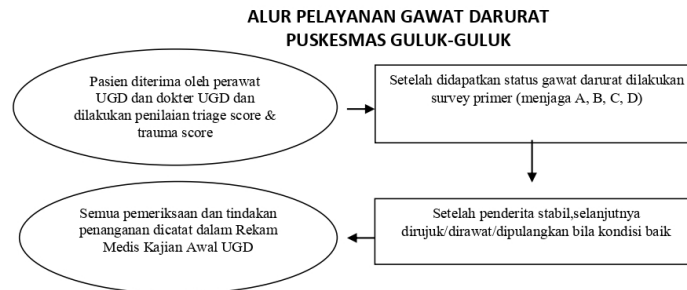 ALUR PELAYANAN GAWAT DARURAT
PUSKESMAS GULUK-GULUK
Pasien diterima oleh perawat
UGD dan dokter UGD dan
dilakukan penilaian triage score &
trauma score
Setelah didapatkan status gawat darurat dilakukan
survey primer (menjaga A, B, C, D)
Setelah penderita stabil,selanjutnya
dirujuk/dirawat/dipulangkan bila kondisi baik
Semua pemeriksaan dan tindakan
penanganan dicatat dalam Rekam
Medis Kajian Awal UGD